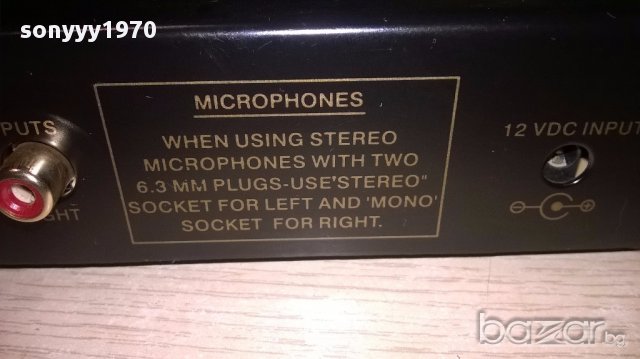 sonyyy1970
MICROPHONES
WHEN USING STEREO
MICROPHONES WITH TWO
6.3 MM PLUGS-USE'STEREO"
SOCKET FOR LEFT AND 'MONO'
SOCKET FOR RIGHT.
PUTS
GHT
12 VDC INPUT
bazar.bg